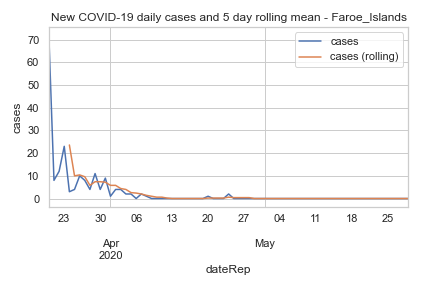 New COVID-19 daily cases and 5 day rolling mean - Faroe_Islands
cases
cases (rolling)
70
60
50
40
30
20
10
0
cases
23 30 06 13 20 27 04 11 18 25
Apr May
2020
dateRep